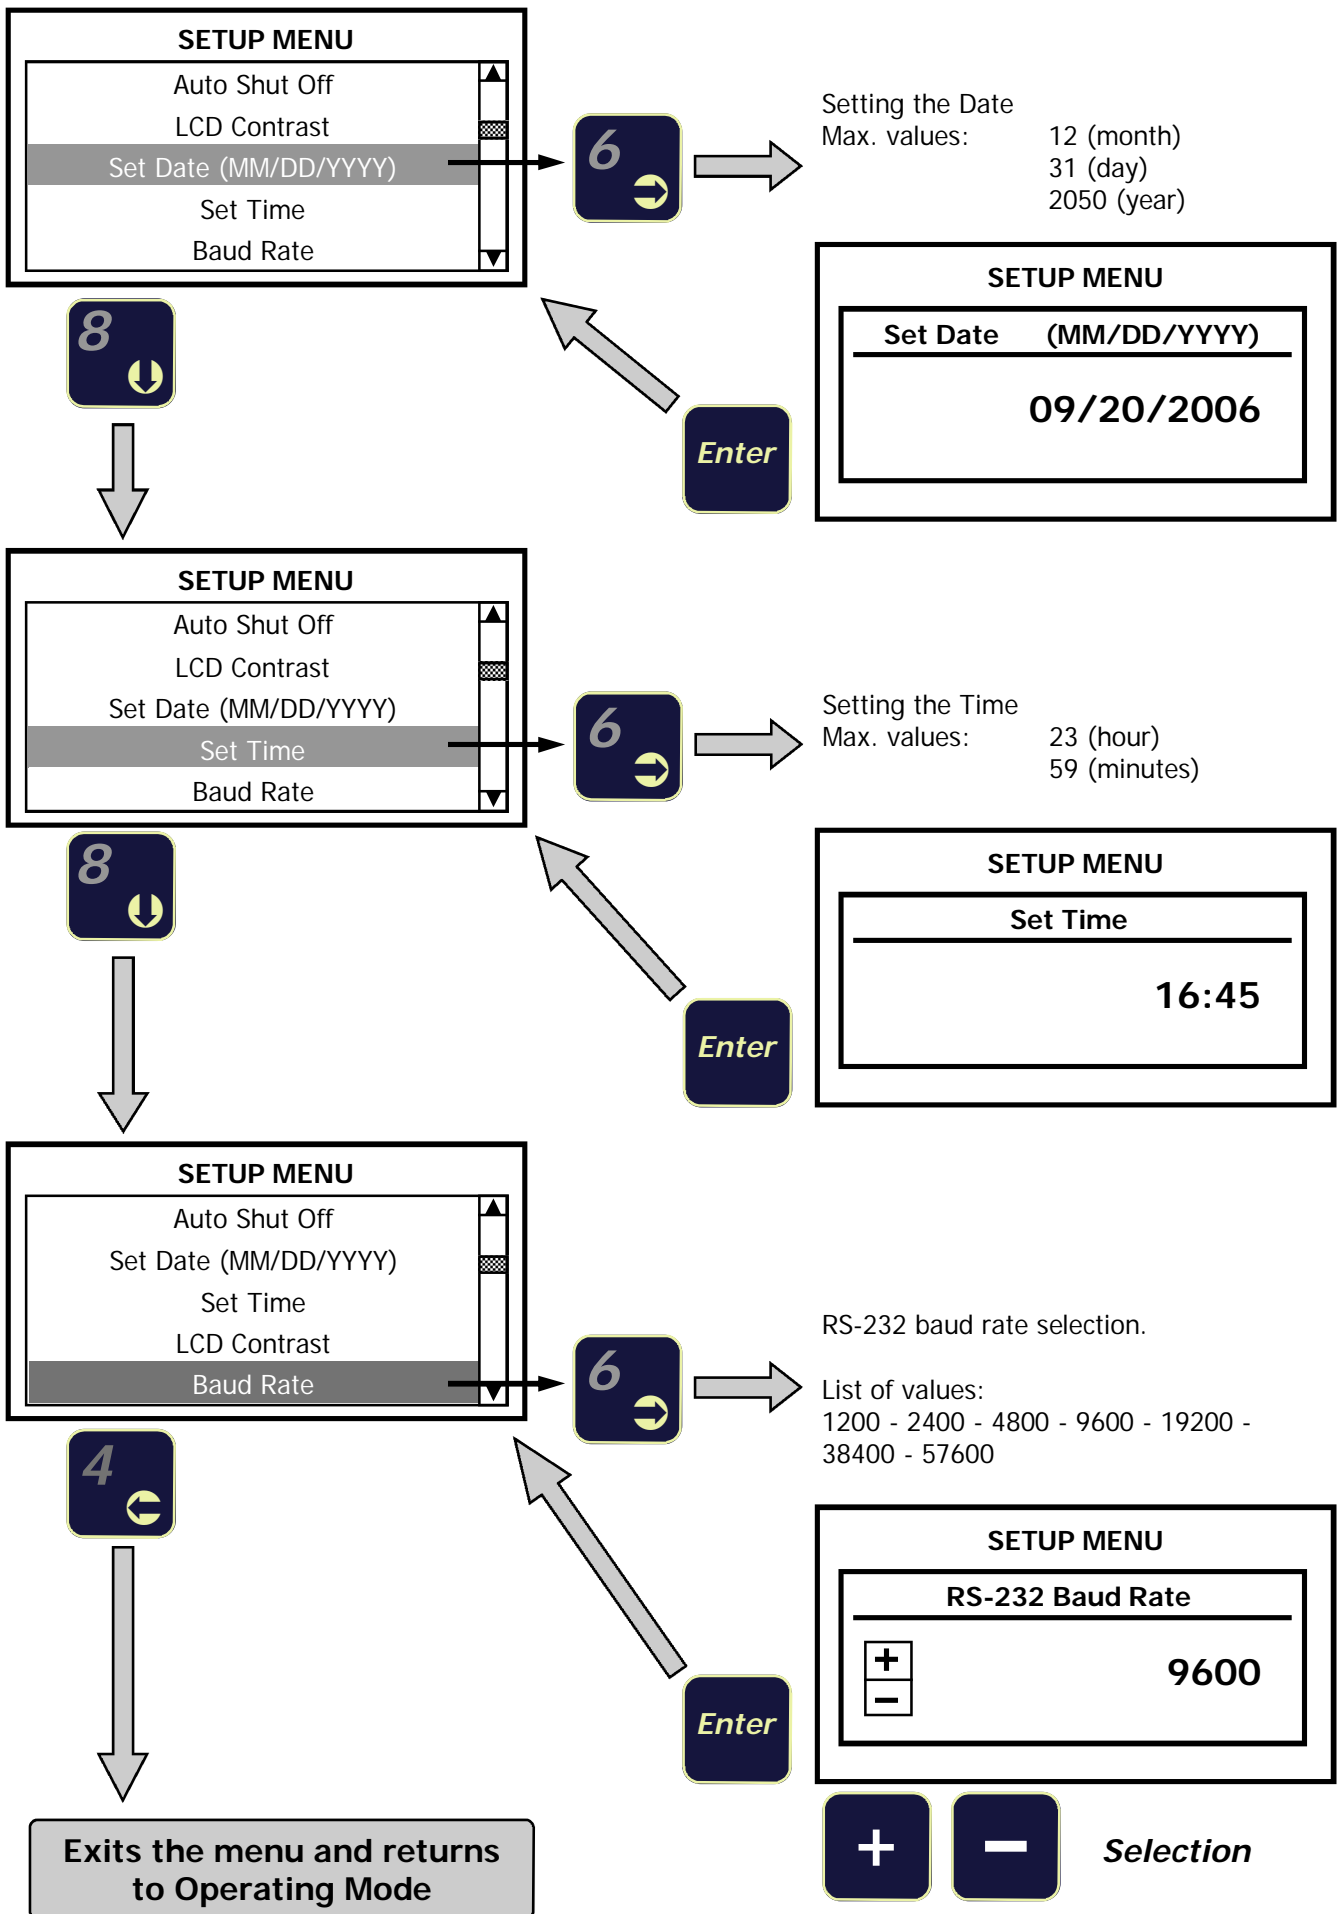 SETUP MENU
Auto Shut Off
LCD Contrast
Set Date (MM/DD/YYYY)
Set Time
Baud Rate
6
Setting the Date
Max. values: 12 (month)
31 (day)
2050 (year)
SETUP MENU
Set Date (MM/DD/YYYY)
09/20/2006
8
Enter
SETUP MENU
Auto Shut Off
LCD Contrast
Set Date (MM/DD/YYYY)
Set Time
Baud Rate
6
Setting the Time
Max. values: 23 (hour)
59 (minutes)
SETUP MENU
Set Time
16:45
8
Enter
SETUP MENU
Auto Shut Off
Set Date (MM/DD/YYYY)
Set Time
LCD Contrast
Baud Rate
6
RS-232 baud rate selection.
List of values:
1200 - 2400 - 4800 - 9600 - 19200 -
38400 - 57600
SETUP MENU
RS-232 Baud Rate
+
9600
−
4
Enter
+ − Selection
Exits the menu and returns
to Operating Mode